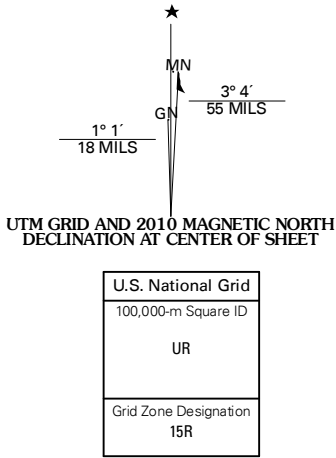 MN
3° 4´
55 MILS
GN
1° 1´
18 MILS
UTM GRID AND 2010 MAGNETIC NORTH
DECLINATION AT CENTER OF SHEET
U.S. National Grid
100,000-m Square ID
UR
Grid Zone Designation
15R